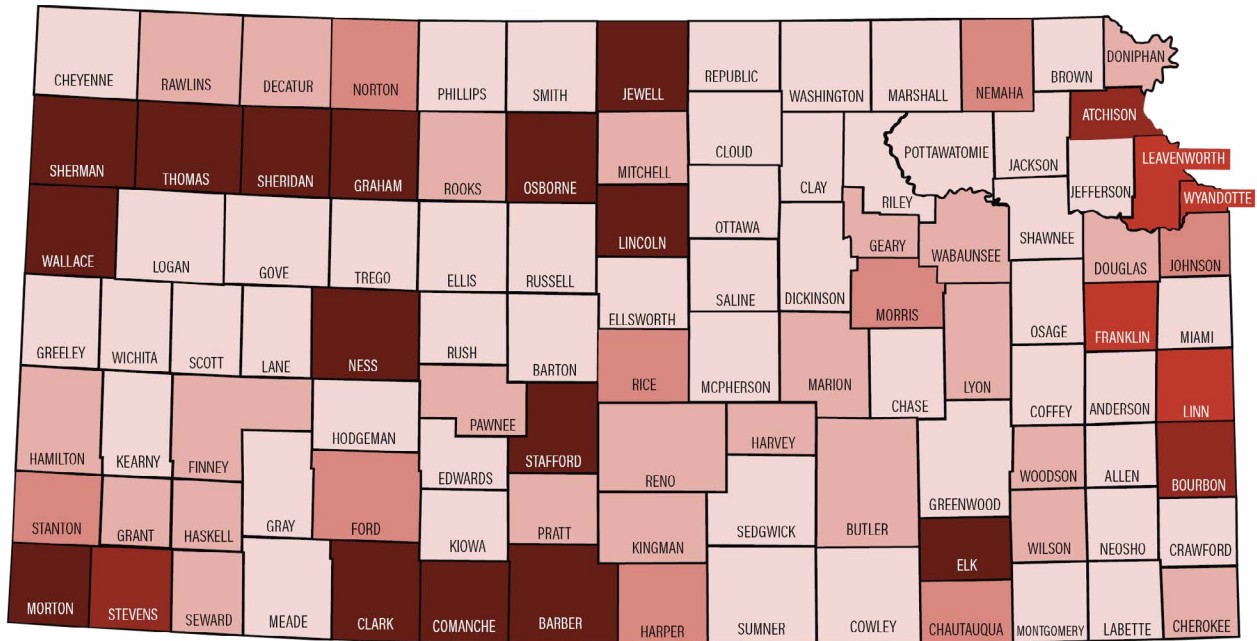 CHEYENNE
RAWLINS
DECATUR
NORTON
PHILLIPS
SMITH
JEWELL
REPUBLIC
WASHINGTON
MARSHALL
NEMAHA
BROWN
DONIPHAN
SHERMAN
THOMAS
SHERIDAN
GRAHAM
ROOKS
OSBORNE
MITCHELL
CLOUD
CLAY
RILEY
POTTAWATOMIE
JACKSON
ATCHISON
JEFFERSON
LEAVENWORTH
WYANDOTTE
WALLACE
LOGAN
GOVE
TREGO
ELLIS
RUSSELL
LINCOLN
OTTAWA
GEARY
WABAUNSEE
SHAWNEE
DOUGLAS
JOHNSON
GREELEY
WICHITA
SCOTT
LANE
NESS
RUSH
BARTON
ELLSWORTH
SALINE
DICKINSON
MORRIS
OSAGE
FRANKLIN
MIAMI
RICE
MCPHERSON
MARION
CHASE
LYON
COFFEY
ANDERSON
LINN
HAMILTON
KEARNY
FINNEY
HODGEMAN
PAWNEE
EDWARDS
STAFFORD
RENO
HARVEY
GREENWOOD
WOODSON
ALLEN
BOURBON
STANTON
GRANT
HASKELL
GRAY
FORD
KIOWA
PRATT
KINGMAN
SEDGWICK
BUTLER
ELK
WILSON
NEOSHO
CRAWFORD
MORTON
STEVENS
SEWARD
MEADE
CLARK
COMANCHE
BARBER
HARPER
SUMNER
COWLEY
CHAUTAUQUA
MONTGOMERY
LABETTE
CHEROKEE